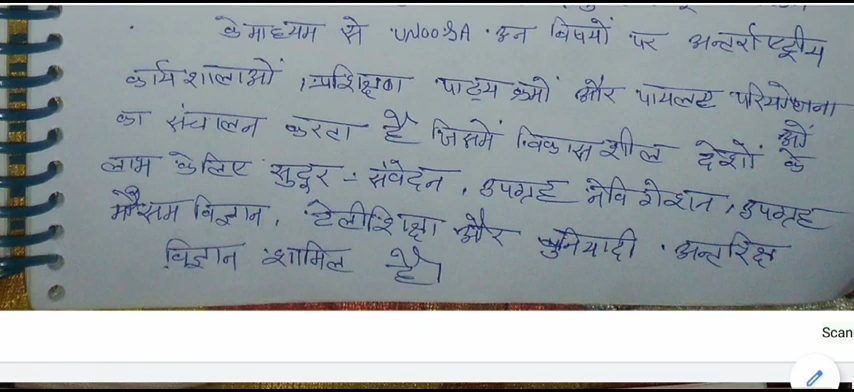 के माध्यम से UNOOSA इन विषयों पर अन्तर्राष्ट्रीय
कार्यशालाओं, प्रशिक्षण पाठ्य क्रमों और पायलट परियोजना
ओं
का संचालन करता है जिसमें विकासशील देशों के
लाभ के लिए सुदूर - संवेदन, उपग्रह नेविगेशन, उपग्रह
मौसम विज्ञान, टेलीशिक्षा और बुनियादी अन्तरिक्ष
विज्ञान शामिल है।
Scan